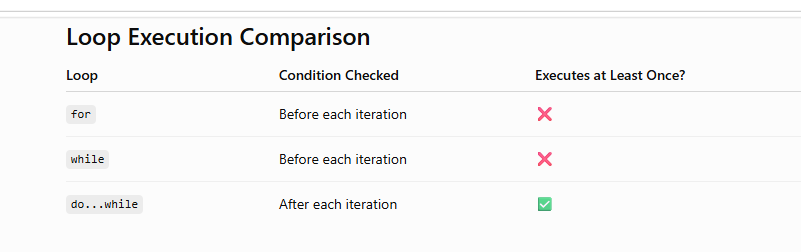 Loop Execution Comparison
Loop Condition Checked Executes at Least Once?
for Before each iteration ❌
while Before each iteration ❌
do...while After each iteration ✅